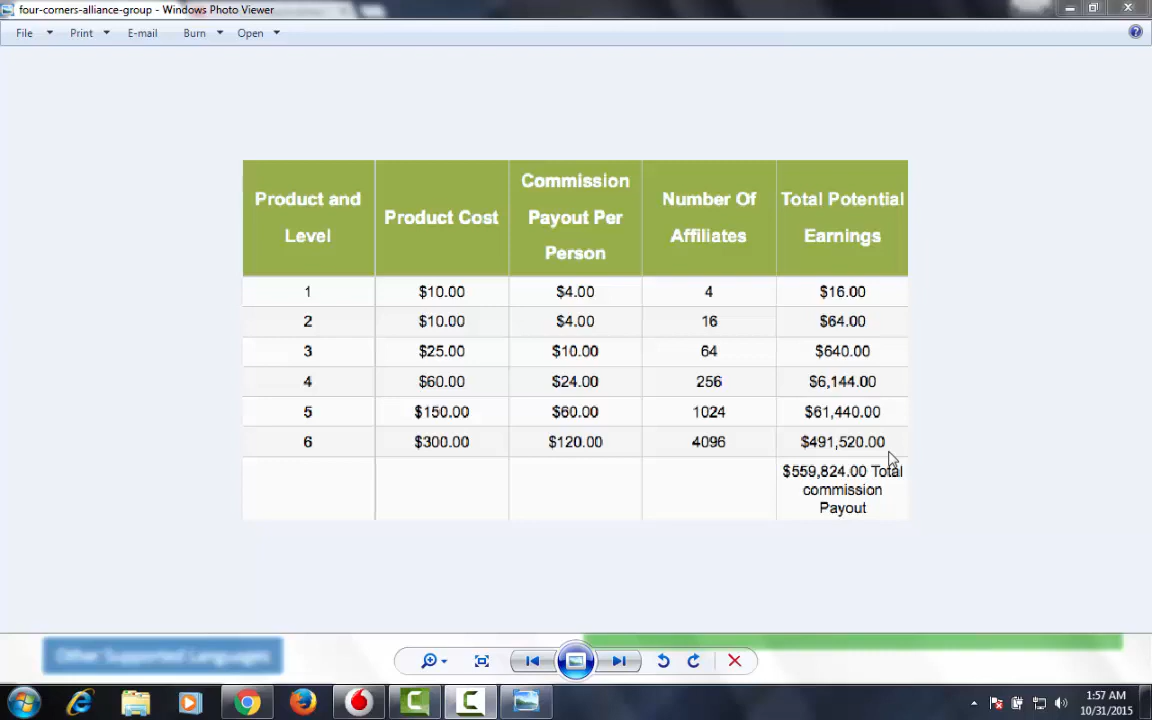 four-corners-alliance-group - Windows Photo Viewer
File Print E-mail Burn Open
Product and Level Product Cost Commission Payout Per Person Number Of Affiliates Total Potential Earnings
1 $10.00 $4.00 4 $16.00
2 $10.00 $4.00 16 $64.00
3 $25.00 $10.00 64 $640.00
4 $60.00 $24.00 256 $6,144.00
5 $150.00 $60.00 1024 $61,440.00
6 $300.00 $120.00 4096 $491,520.00
$559,824.00 Total
commission
Payout
Other Supported Languages
1:57 AM
10/31/2015